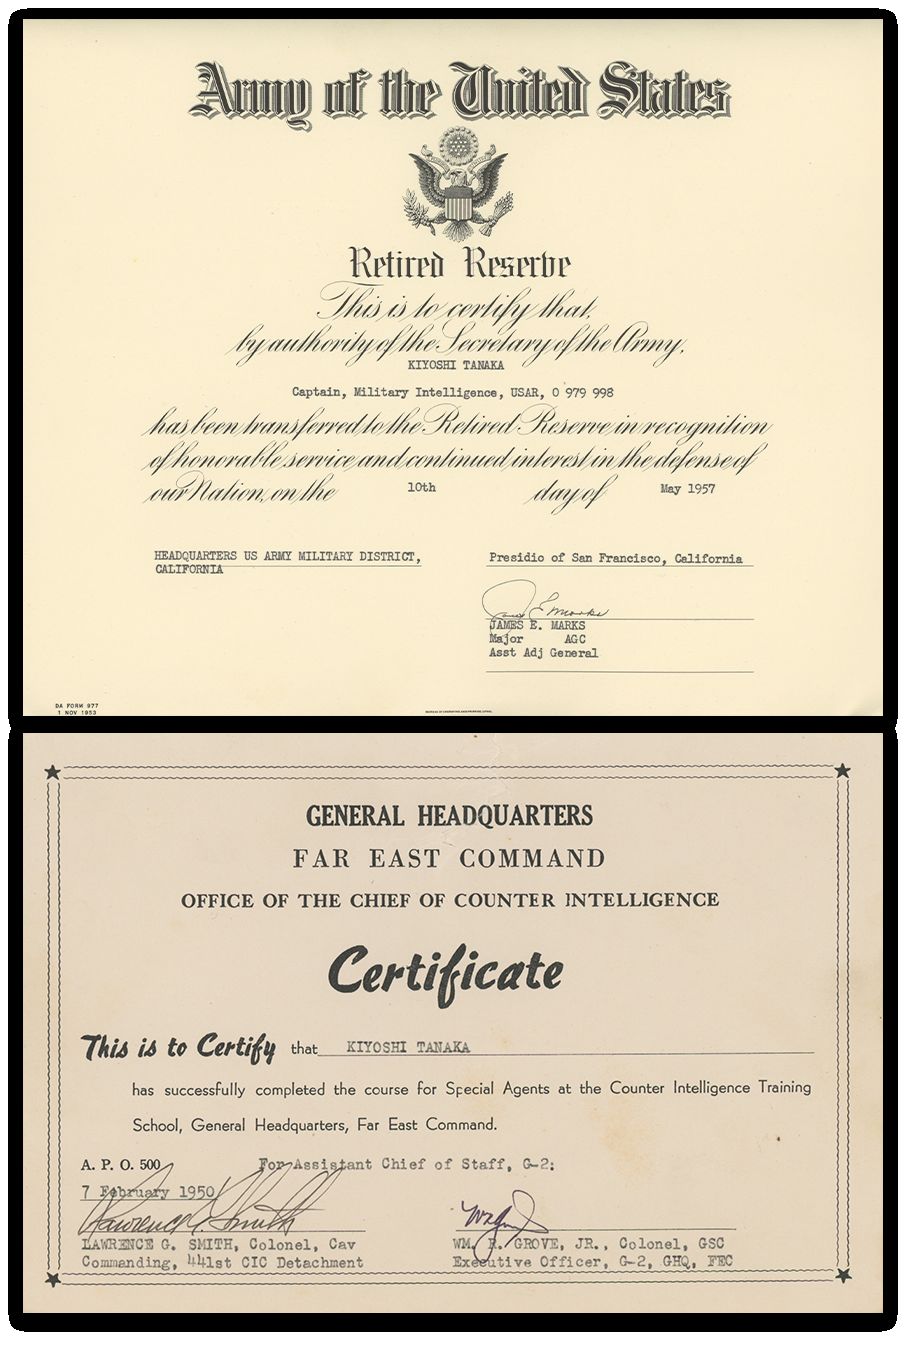 Army of the United States
Retired Reserve
This is to certify that,
by authority of the Secretary of the Army,
KIYOSHI TANAKA
Captain, Military Intelligence, USAR, O 979 998
has been transferred to the Retired Reserve in recognition
of honorable service and continued interest in the defense of
our Nation, on the 10th day of May 1957
HEADQUARTERS US ARMY MILITARY DISTRICT,
CALIFORNIA
Presidio of San Francisco, California
James E. Marks
JAMES E. MARKS
Major AGC
Asst Adj General
DA FORM 977
1 NOV 1953
GENERAL HEADQUARTERS
FAR EAST COMMAND
OFFICE OF THE CHIEF OF COUNTER INTELLIGENCE
Certificate
This is to Certify that KIYOSHI TANAKA
has successfully completed the course for Special Agents at the Counter Intelligence Training
School, General Headquarters, Far East Command.
A. P. O. 500 For Assistant Chief of Staff, G-2:
7 February 1950
Lawrence G. Smith
LAWRENCE G. SMITH, Colonel, Cav
Commanding, 441st CIC Detachment
WM. R. GROVE, JR., Colonel, GSC
Executive Officer, G-2, GHQ, FEC